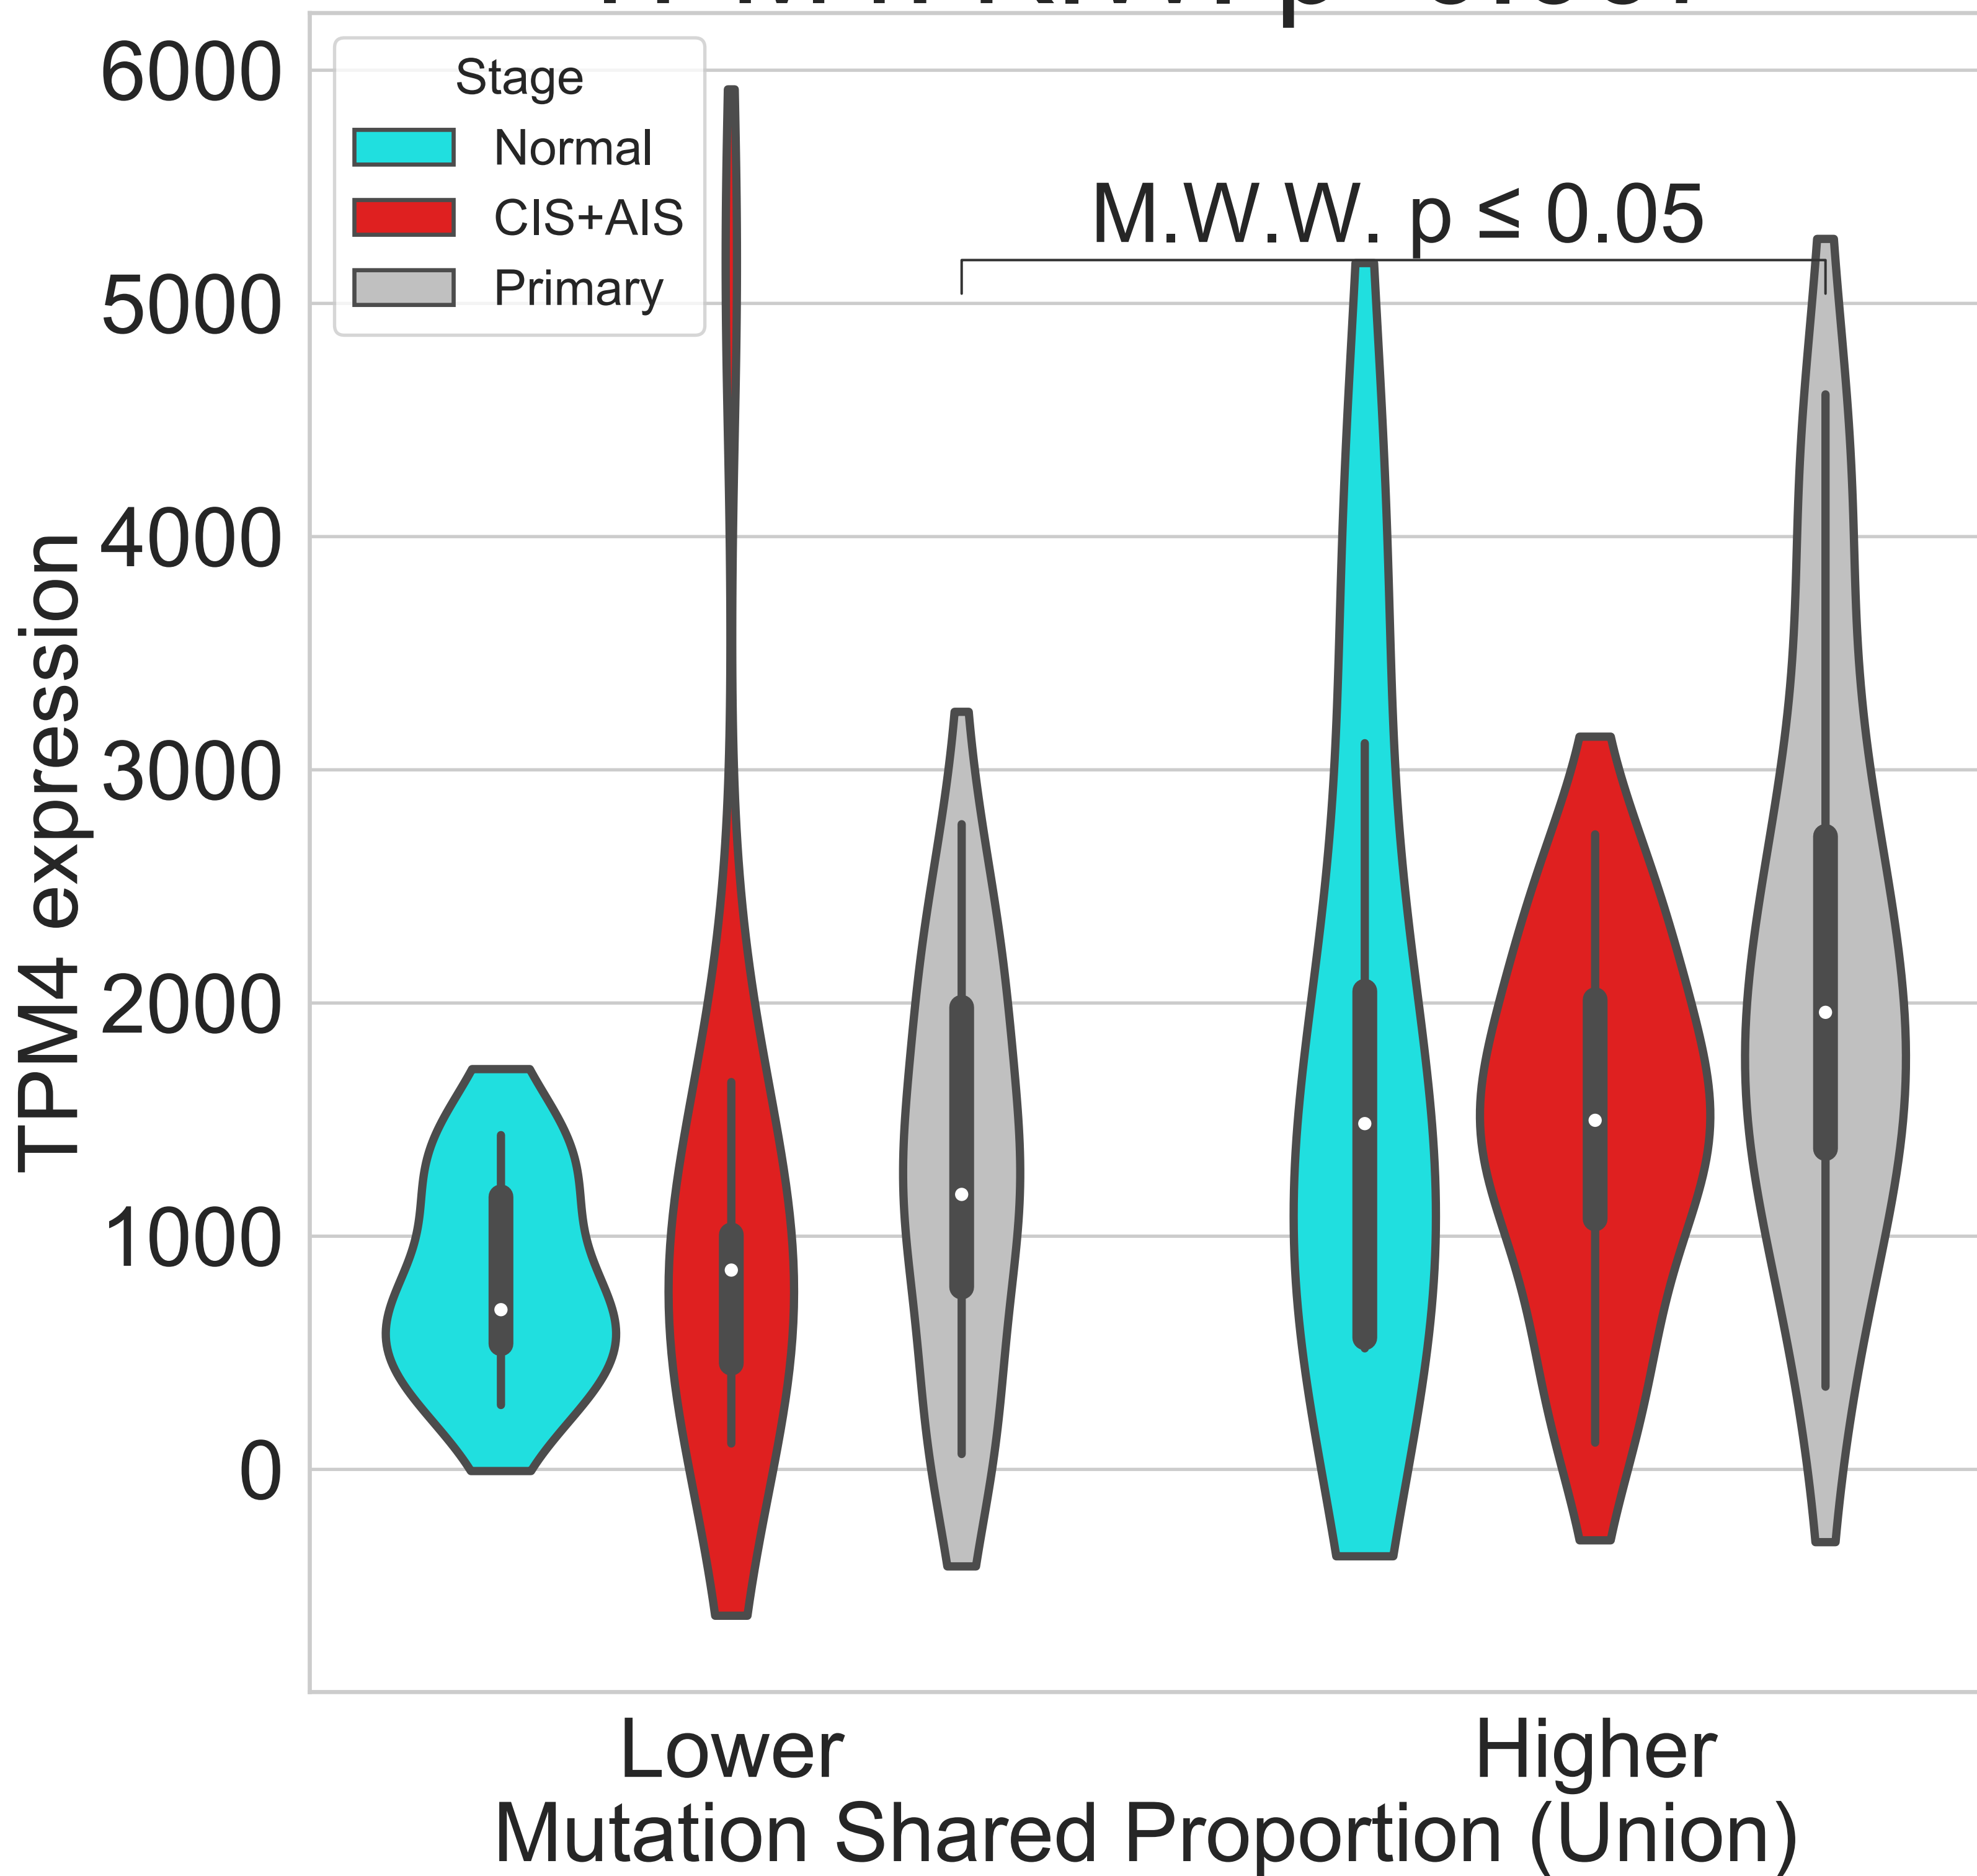 6000
5000
4000
3000
2000
1000
0
TPM4 expression
Stage
Normal
CIS+AIS
Primary
M.W.W. p ≤ 0.05
Lower
Higher
Mutation Shared Proportion (Union)